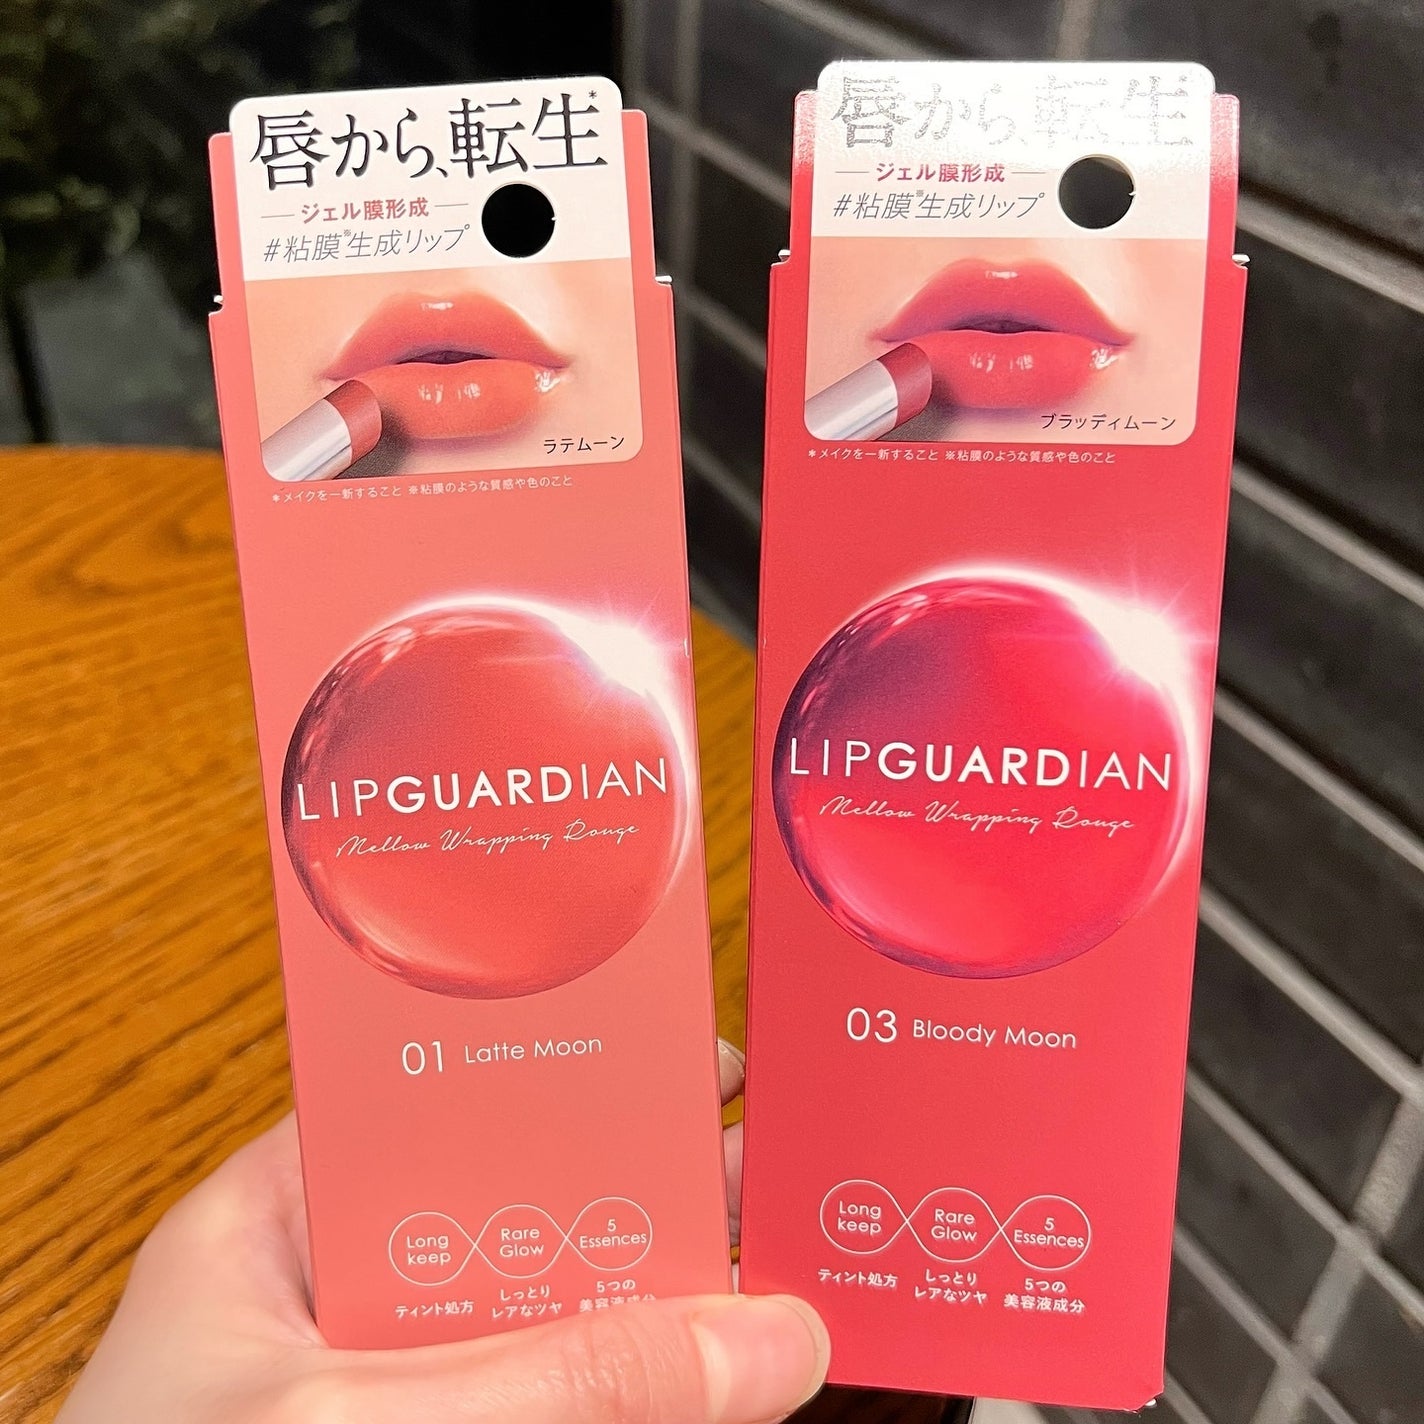 唇から、転生*
ジェル膜形成
#粘膜※生成リップ
ラテムーン
*メイクを一新すること ※粘膜のような質感や色のこと
LIPGUARDIAN
Mellow Wrapping Rouge
01 Latte Moon
Long keep
Rare Glow
5 Essences
ティント処方
しっとり
レアなツヤ
5つの
美容液成分
唇から、転生*
ジェル膜形成
#粘膜※生成リップ
ブラッディムーン
*メイクを一新すること ※粘膜のような質感や色のこと
LIPGUARDIAN
Mellow Wrapping Rouge
03 Bloody Moon
Long keep
Rare Glow
5 Essences
ティント処方
しっとり
レアなツヤ
5つの
美容液成分